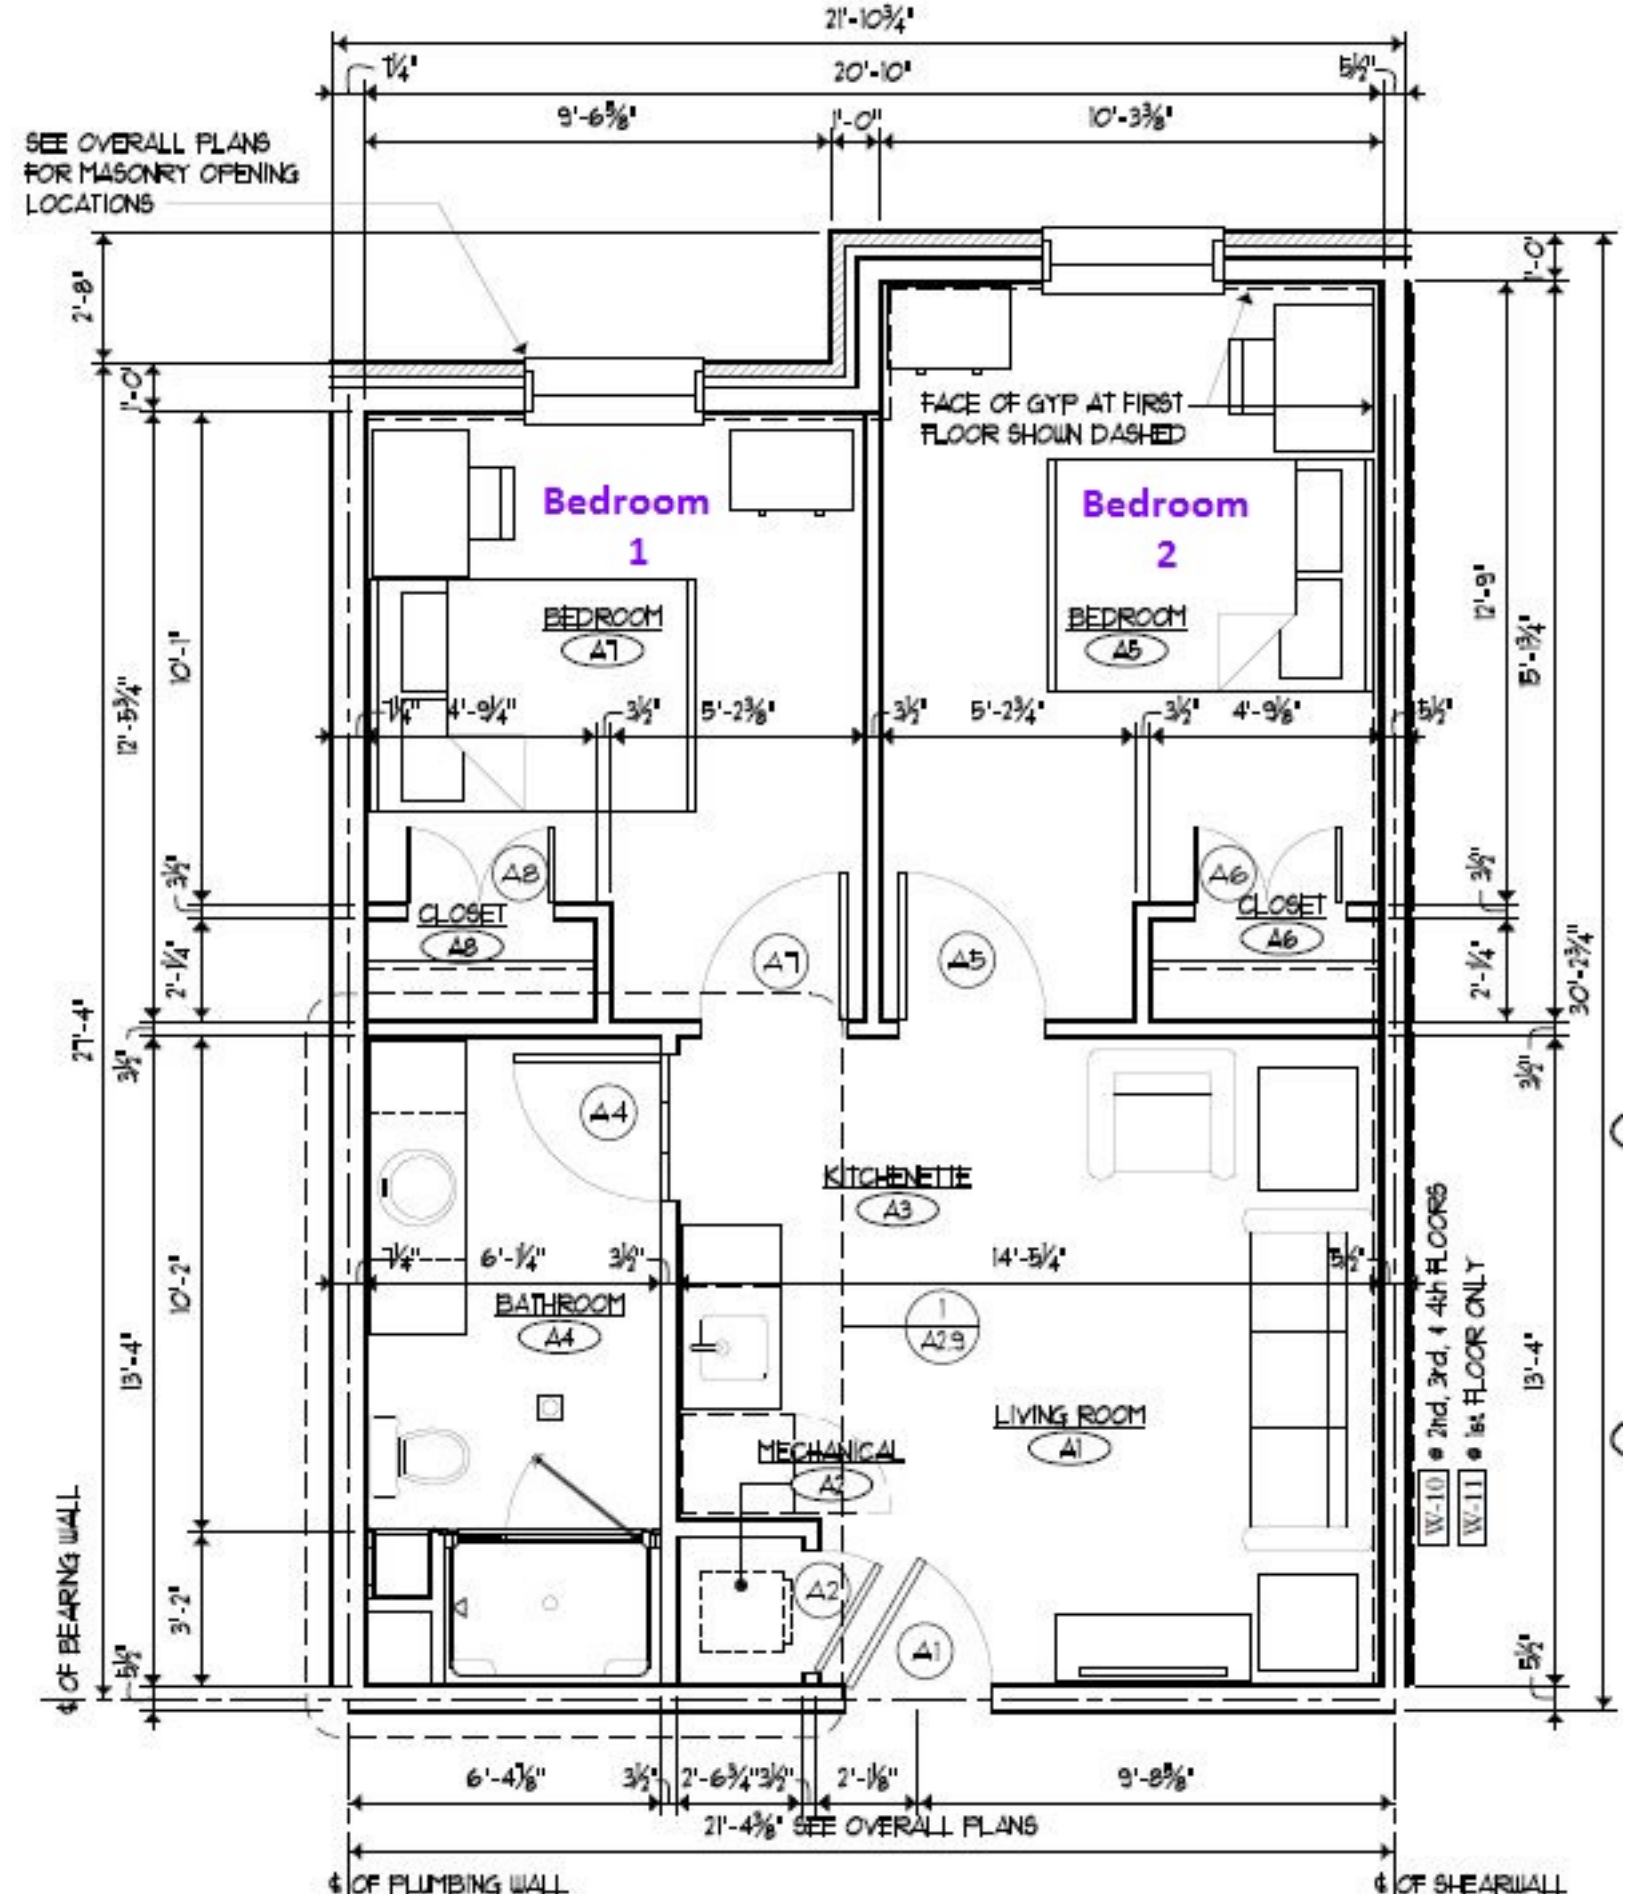 21'-10¾"
7¼"
20'-10"
5½"
9'-6⅝"
1'-0"
10'-3⅜"
SEE OVERALL PLANS
FOR MASONRY OPENING
LOCATIONS
2'-8"
1'-0"
1'-0"
FACE OF GYP AT FIRST
FLOOR SHOWN DASHED
Bedroom
1
Bedroom
2
BEDROOM
A7
BEDROOM
A5
12'-9"
10'-1"
12'-5¾"
15'-1¾"
7¼"
4'-9¼"
3½"
5'-2⅜"
3½"
5'-2¾"
3½"
4'-9⅛"
5½"
3½"
A8
CLOSET
A8
A6
CLOSET
A6
3½"
A7
A5
2'-1¼"
2'-1¼"
30'-2¾"
27'-4"
3½"
3½"
A4
KITCHENETTE
A3
7¼"
6'-1¼"
3½"
14'-5¼"
5½"
10'-2"
BATHROOM
A4
1
A2.9
13'-4"
13'-4"
LIVING ROOM
A1
MECHANICAL
A2
W-10 @ 2nd, 3rd, & 4th FLOORS
W-11 @ 1st FLOOR ONLY
℄ OF BEARING WALL
3'-2"
A2
A1
5½"
5½"
6'-4⅞"
3½"
2'-6¾"
3½"
2'-1⅛"
9'-8⅝"
21'-4⅜" SEE OVERALL PLANS
℄ OF PLUMBING WALL
℄ OF SHEARWALL